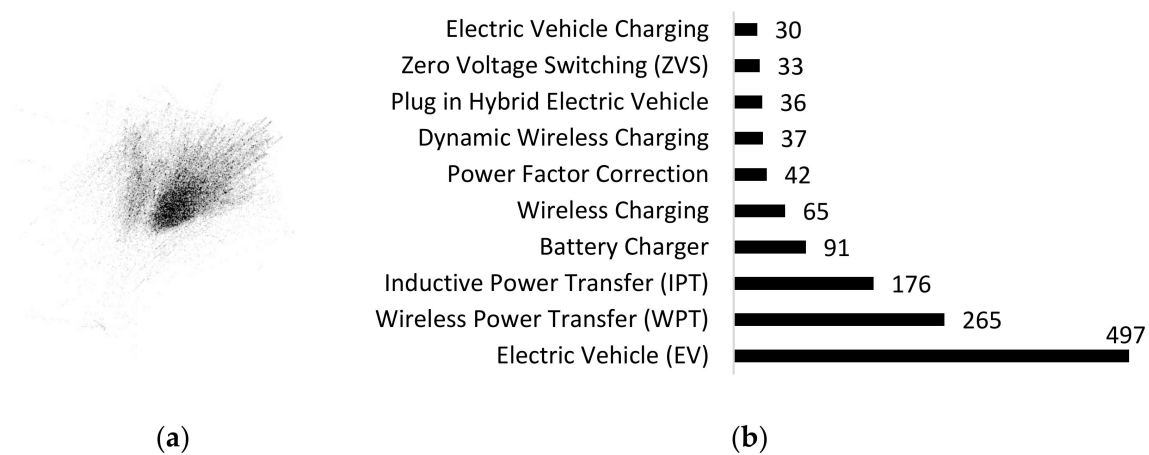 Electric Vehicle Charging 30
Zero Voltage Switching (ZVS) 33
Plug in Hybrid Electric Vehicle 36
Dynamic Wireless Charging 37
Power Factor Correction 42
Wireless Charging 65
Battery Charger 91
Inductive Power Transfer (IPT) 176
Wireless Power Transfer (WPT) 265
Electric Vehicle (EV) 497
(a) (b)